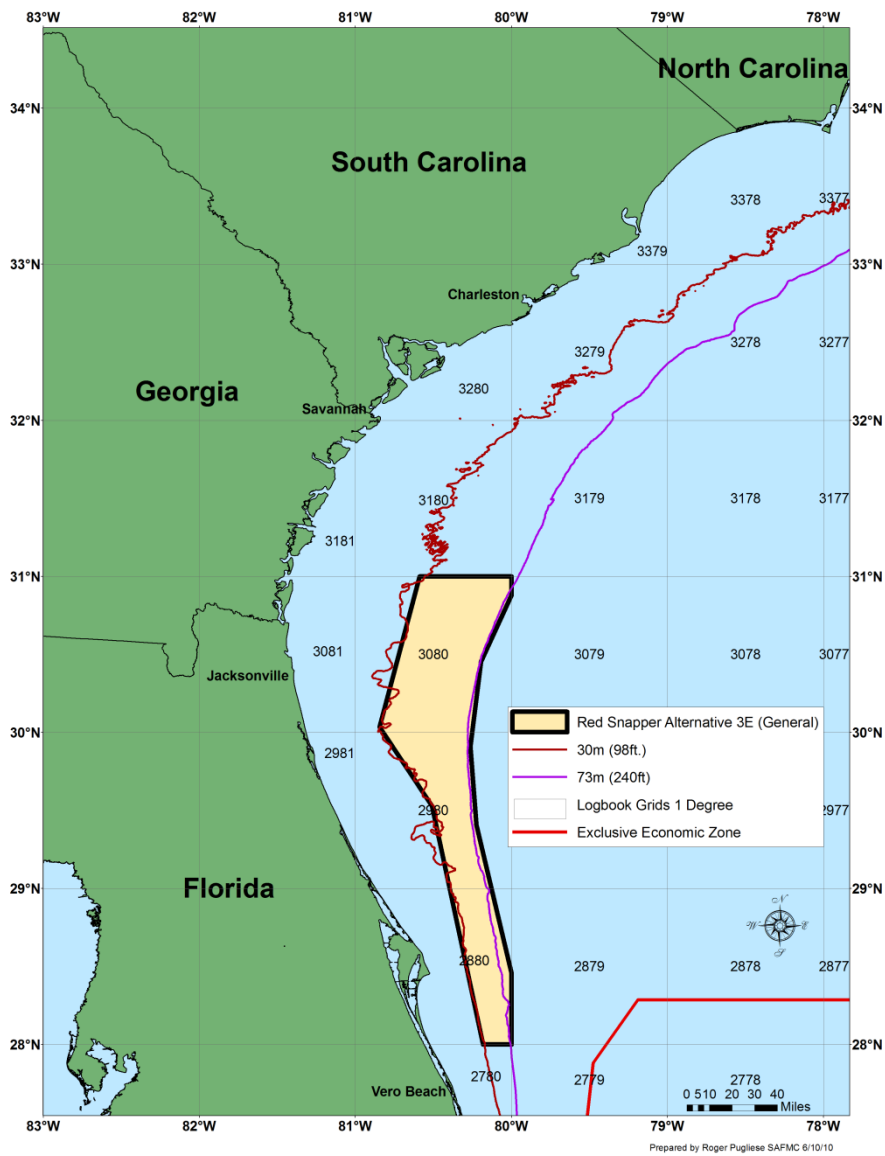 83°W 82°W 81°W 80°W 79°W 78°W
North Carolina
34°N 34°N
South Carolina
3378 3377
33°N 33°N
3379
Charleston
3279 3278 3277
Georgia
3280
Savannah
32°N 32°N
3180 3179 3178 3177
3181
31°N 31°N
3081 3080 3079 3078 3077
Jacksonville
Red Snapper Alternative 3E (General)
30°N 30°N
30m (98ft.)
2981
73m (240ft)
2980 Logbook Grids 1 Degree 2977
Exclusive Economic Zone
29°N 29°N
Florida
N
W E
S
2880 2879 2878 2877
28°N 28°N
2780 2779 2778
Vero Beach
0 5 10 20 30 40
Miles
83°W 82°W 81°W 80°W 79°W 78°W
Prepared by Roger Pugliese SAFMC 6/10/10